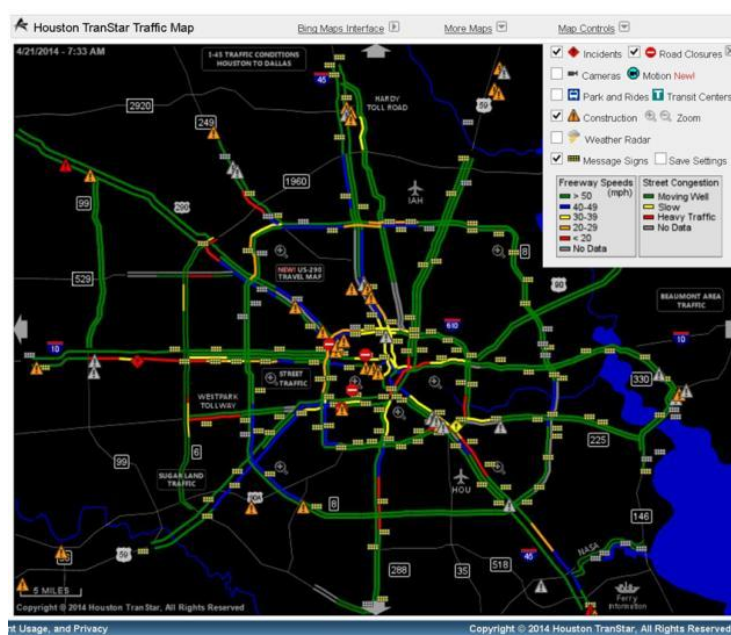 Houston TranStar Traffic Map
Bing Maps Interface
More Maps
Map Controls
4/21/2014 - 7:33 AM
I-45 TRAFFIC CONDITIONS
HOUSTON TO DALLAS
Incidents
Road Closures
Cameras
Motion New!
Park and Rides
Transit Centers
Construction
Zoom
Weather Radar
Message Signs
Save Settings
Freeway Speeds
(mph)
> 50
40-49
30-39
20-29
< 20
No Data
Street Congestion
Moving Well
Slow
Heavy Traffic
No Data
45
HARDY
TOLL ROAD
59
2920
249
1960
IAH
99
290
8
529
NEW! US-290
TRAVEL MAP
90
BEAUMONT AREA
TRAFFIC
10
610
10
STREET
TRAFFIC
330
WESTPARK
TOLLWAY
6
225
99
SUGAR LAND
TRAFFIC
HOU
8
146
59
NASA
288
35
518
45
5 MILES
Ferry
Information
Copyright © 2014 Houston TranStar, All Rights Reserved
nt Usage, and Privacy
Copyright © 2014 Houston TranStar, All Rights Reserved